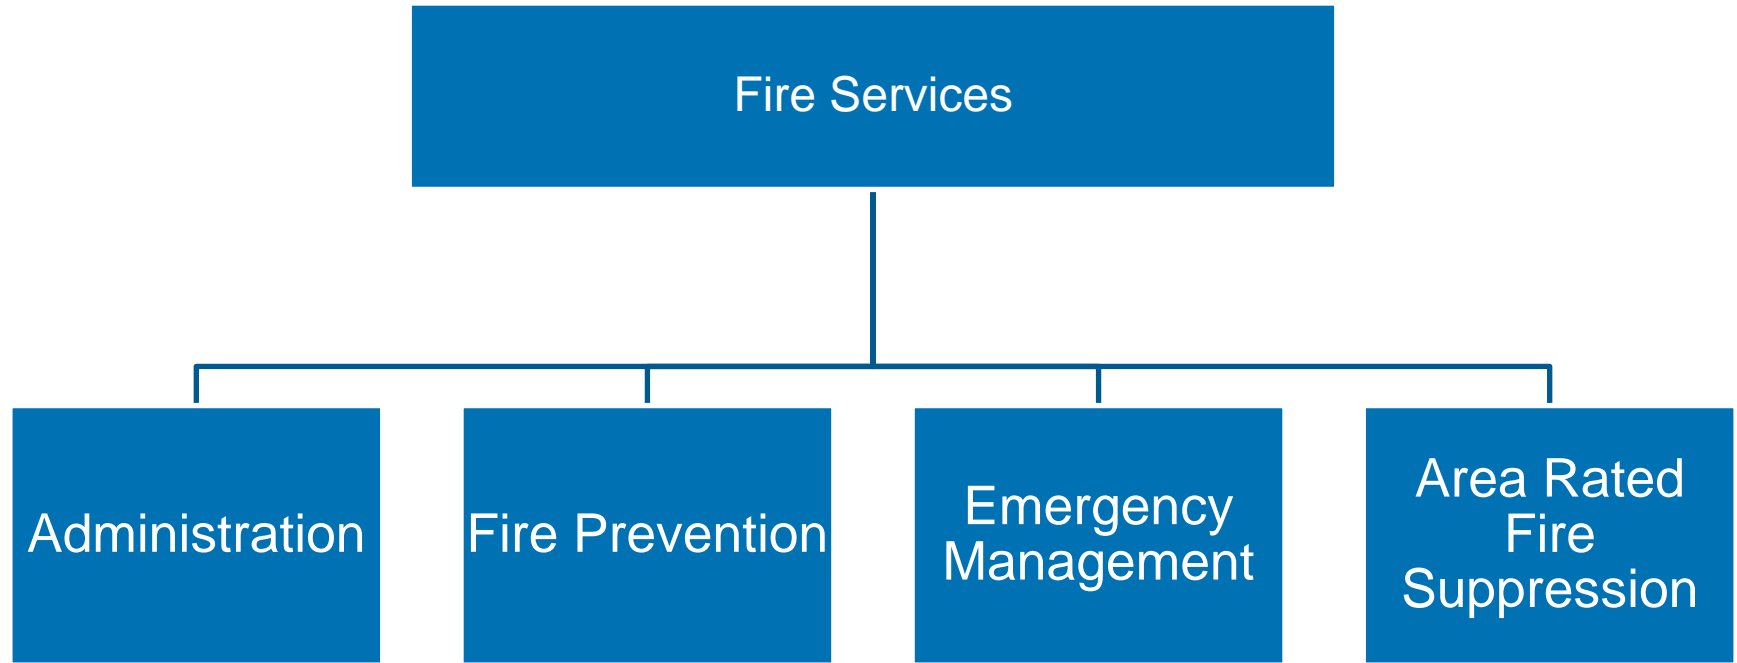 Fire Services
Administration
Fire Prevention
Emergency
Management
Area Rated
Fire
Suppression